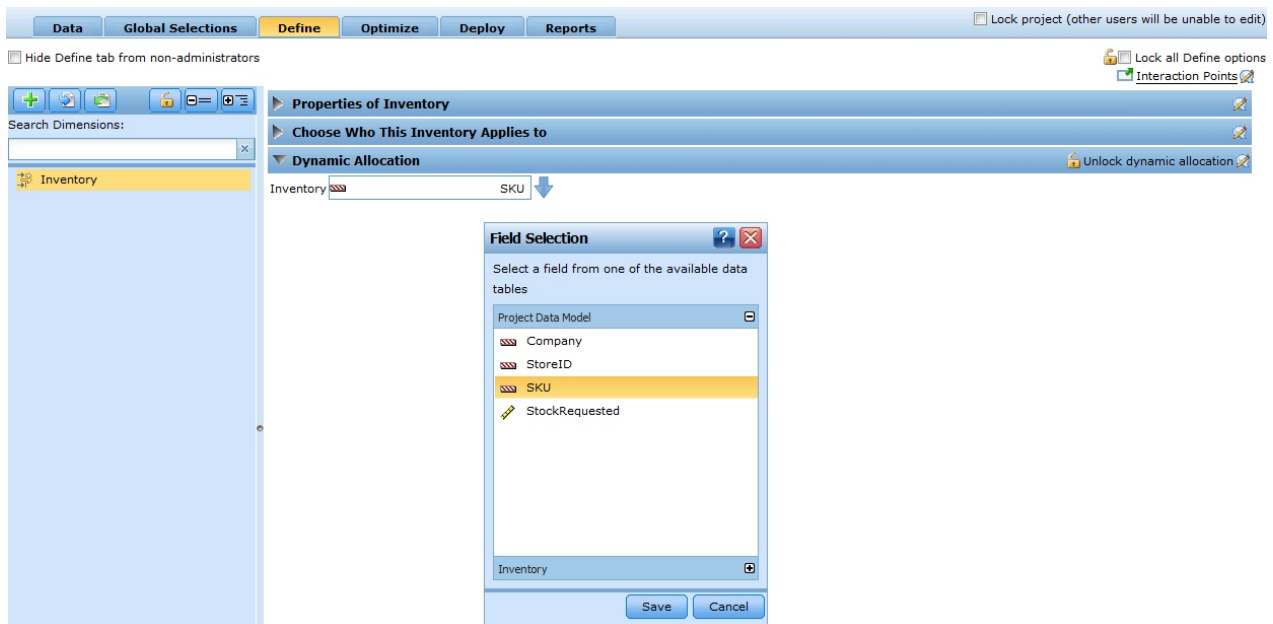 Data Global Selections Define Optimize Deploy Reports
Lock project (other users will be unable to edit)
Hide Define tab from non-administrators
Lock all Define options
Interaction Points
Search Dimensions:
Inventory
Properties of Inventory
Choose Who This Inventory Applies to
Dynamic Allocation
Unlock dynamic allocation
Inventory SKU
Field Selection
Select a field from one of the available data
tables
Project Data Model
Company
StoreID
SKU
StockRequested
Inventory
Save Cancel